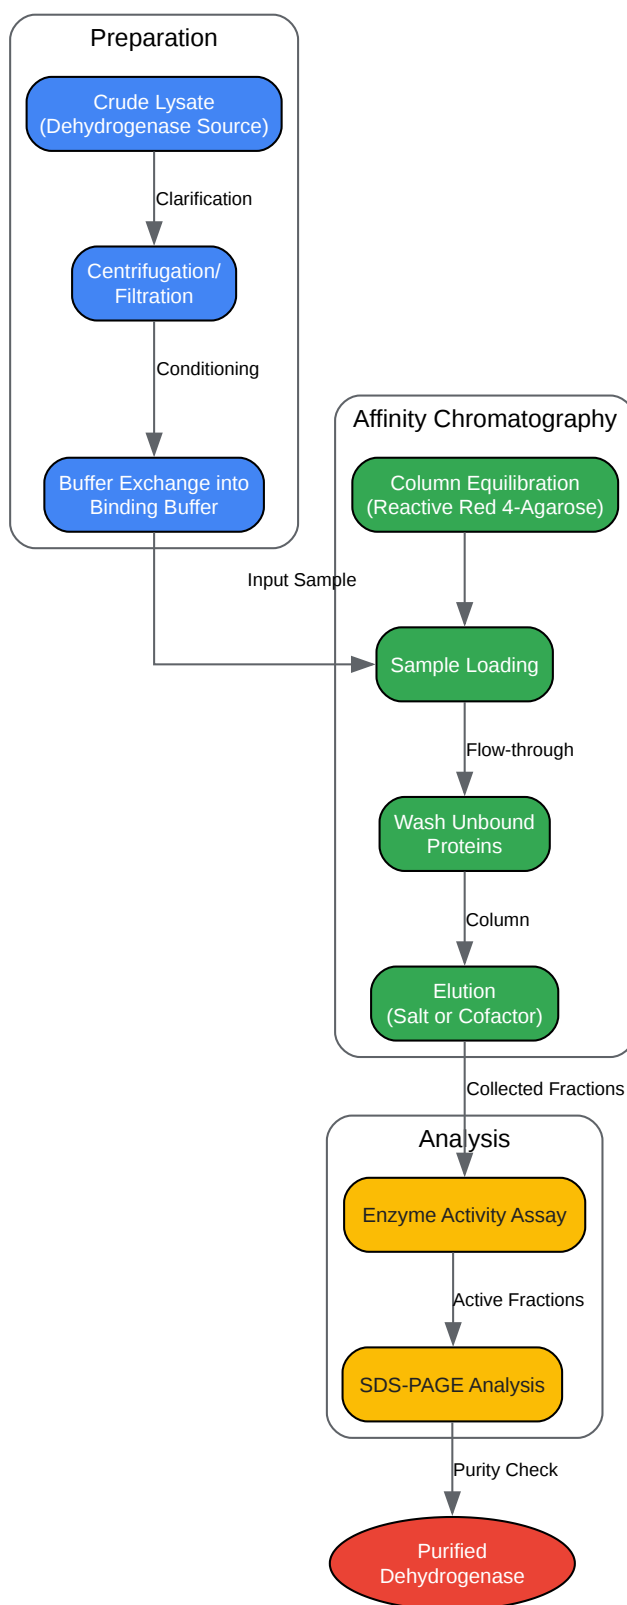 Preparation
Crude Lysate
(Dehydrogenase Source)
Clarification
Centrifugation/
Filtration
Conditioning
Buffer Exchange into
Binding Buffer
Input Sample
Affinity Chromatography
Column Equilibration
(Reactive Red 4-Agarose)
Sample Loading
Flow-through
Wash Unbound
Proteins
Column
Elution
(Salt or Cofactor)
Collected Fractions
Analysis
Enzyme Activity Assay
Active Fractions
SDS-PAGE Analysis
Purity Check
Purified
Dehydrogenase